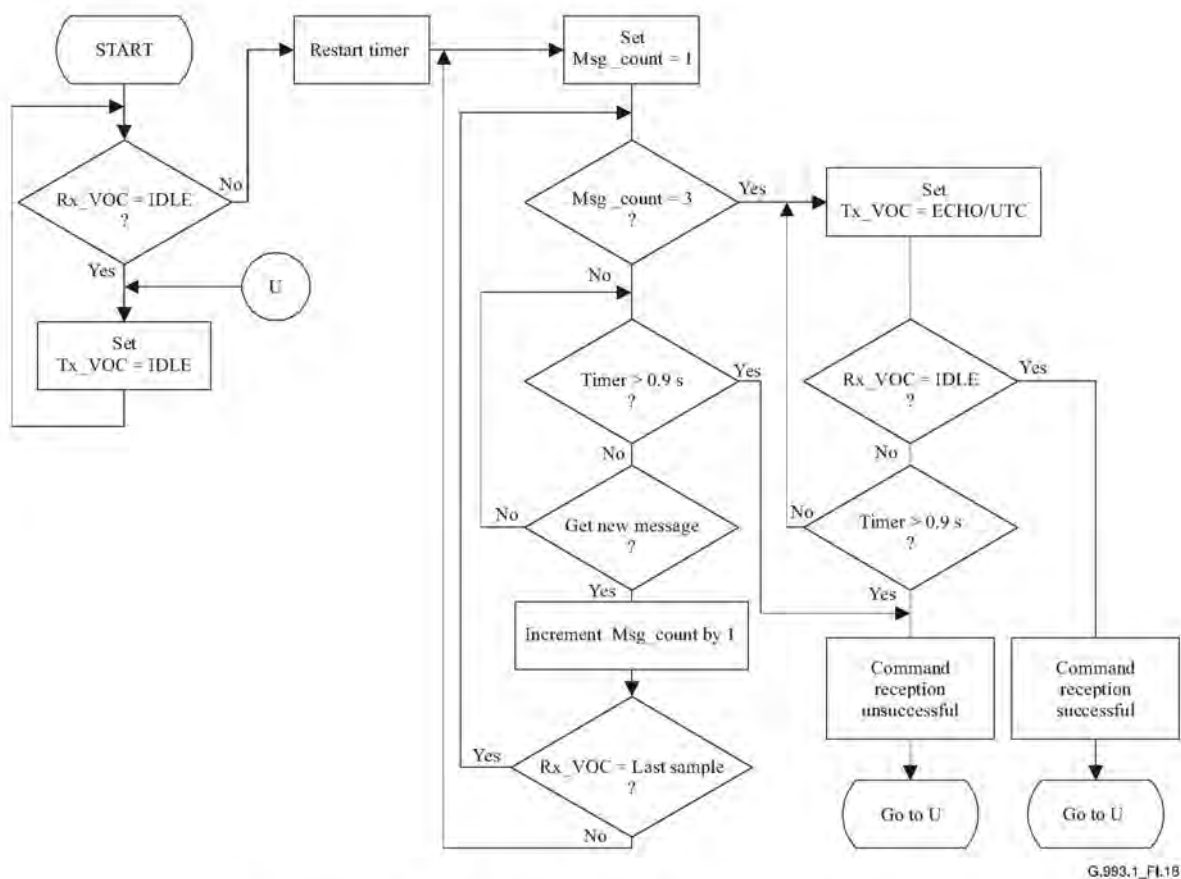 START
Restart timer
Set
Msg_count = 1
Rx_VOC = IDLE
?
No
Yes
U
Set
Tx_VOC = IDLE
Msg_count = 3
?
Yes
No
Set
Tx_VOC = ECHO/UTC
Timer > 0.9 s
?
Yes
No
Rx_VOC = IDLE
?
Yes
No
Get new message
?
No
Yes
Timer > 0.9 s
?
No
Yes
Increment Msg_count by 1
Command
reception
unsuccessful
Command
reception
successful
Rx_VOC = Last sample
?
Yes
No
Go to U
Go to U
G.993.1_FI.18